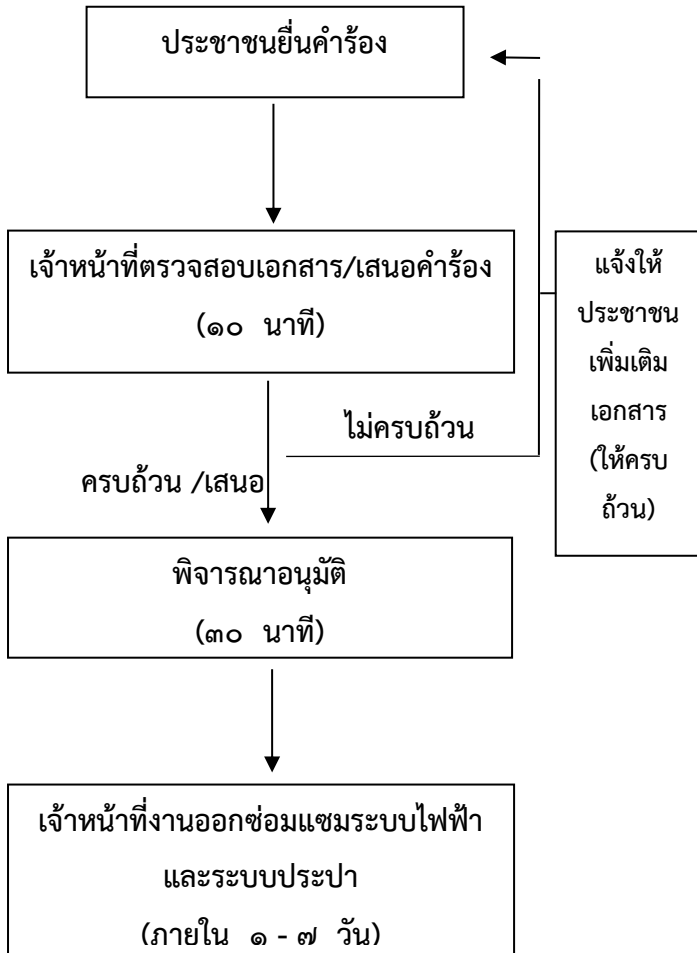 ประชาชนยื่นคำร้อง
เจ้าหน้าที่ตรวจสอบเอกสาร/เสนอคำร้อง
(๑๐ นาที)
แจ้งให้
ประชาชน
เพิ่มเติม
เอกสาร
(ให้ครบ
ถ้วน)
ไม่ครบถ้วน
ครบถ้วน /เสนอ
พิจารณาอนุมัติ
(๓๐ นาที)
เจ้าหน้าที่งานออกซ่อมแซมระบบไฟฟ้า
และระบบประปา
(ภายใน ๑ - ๗ วัน)